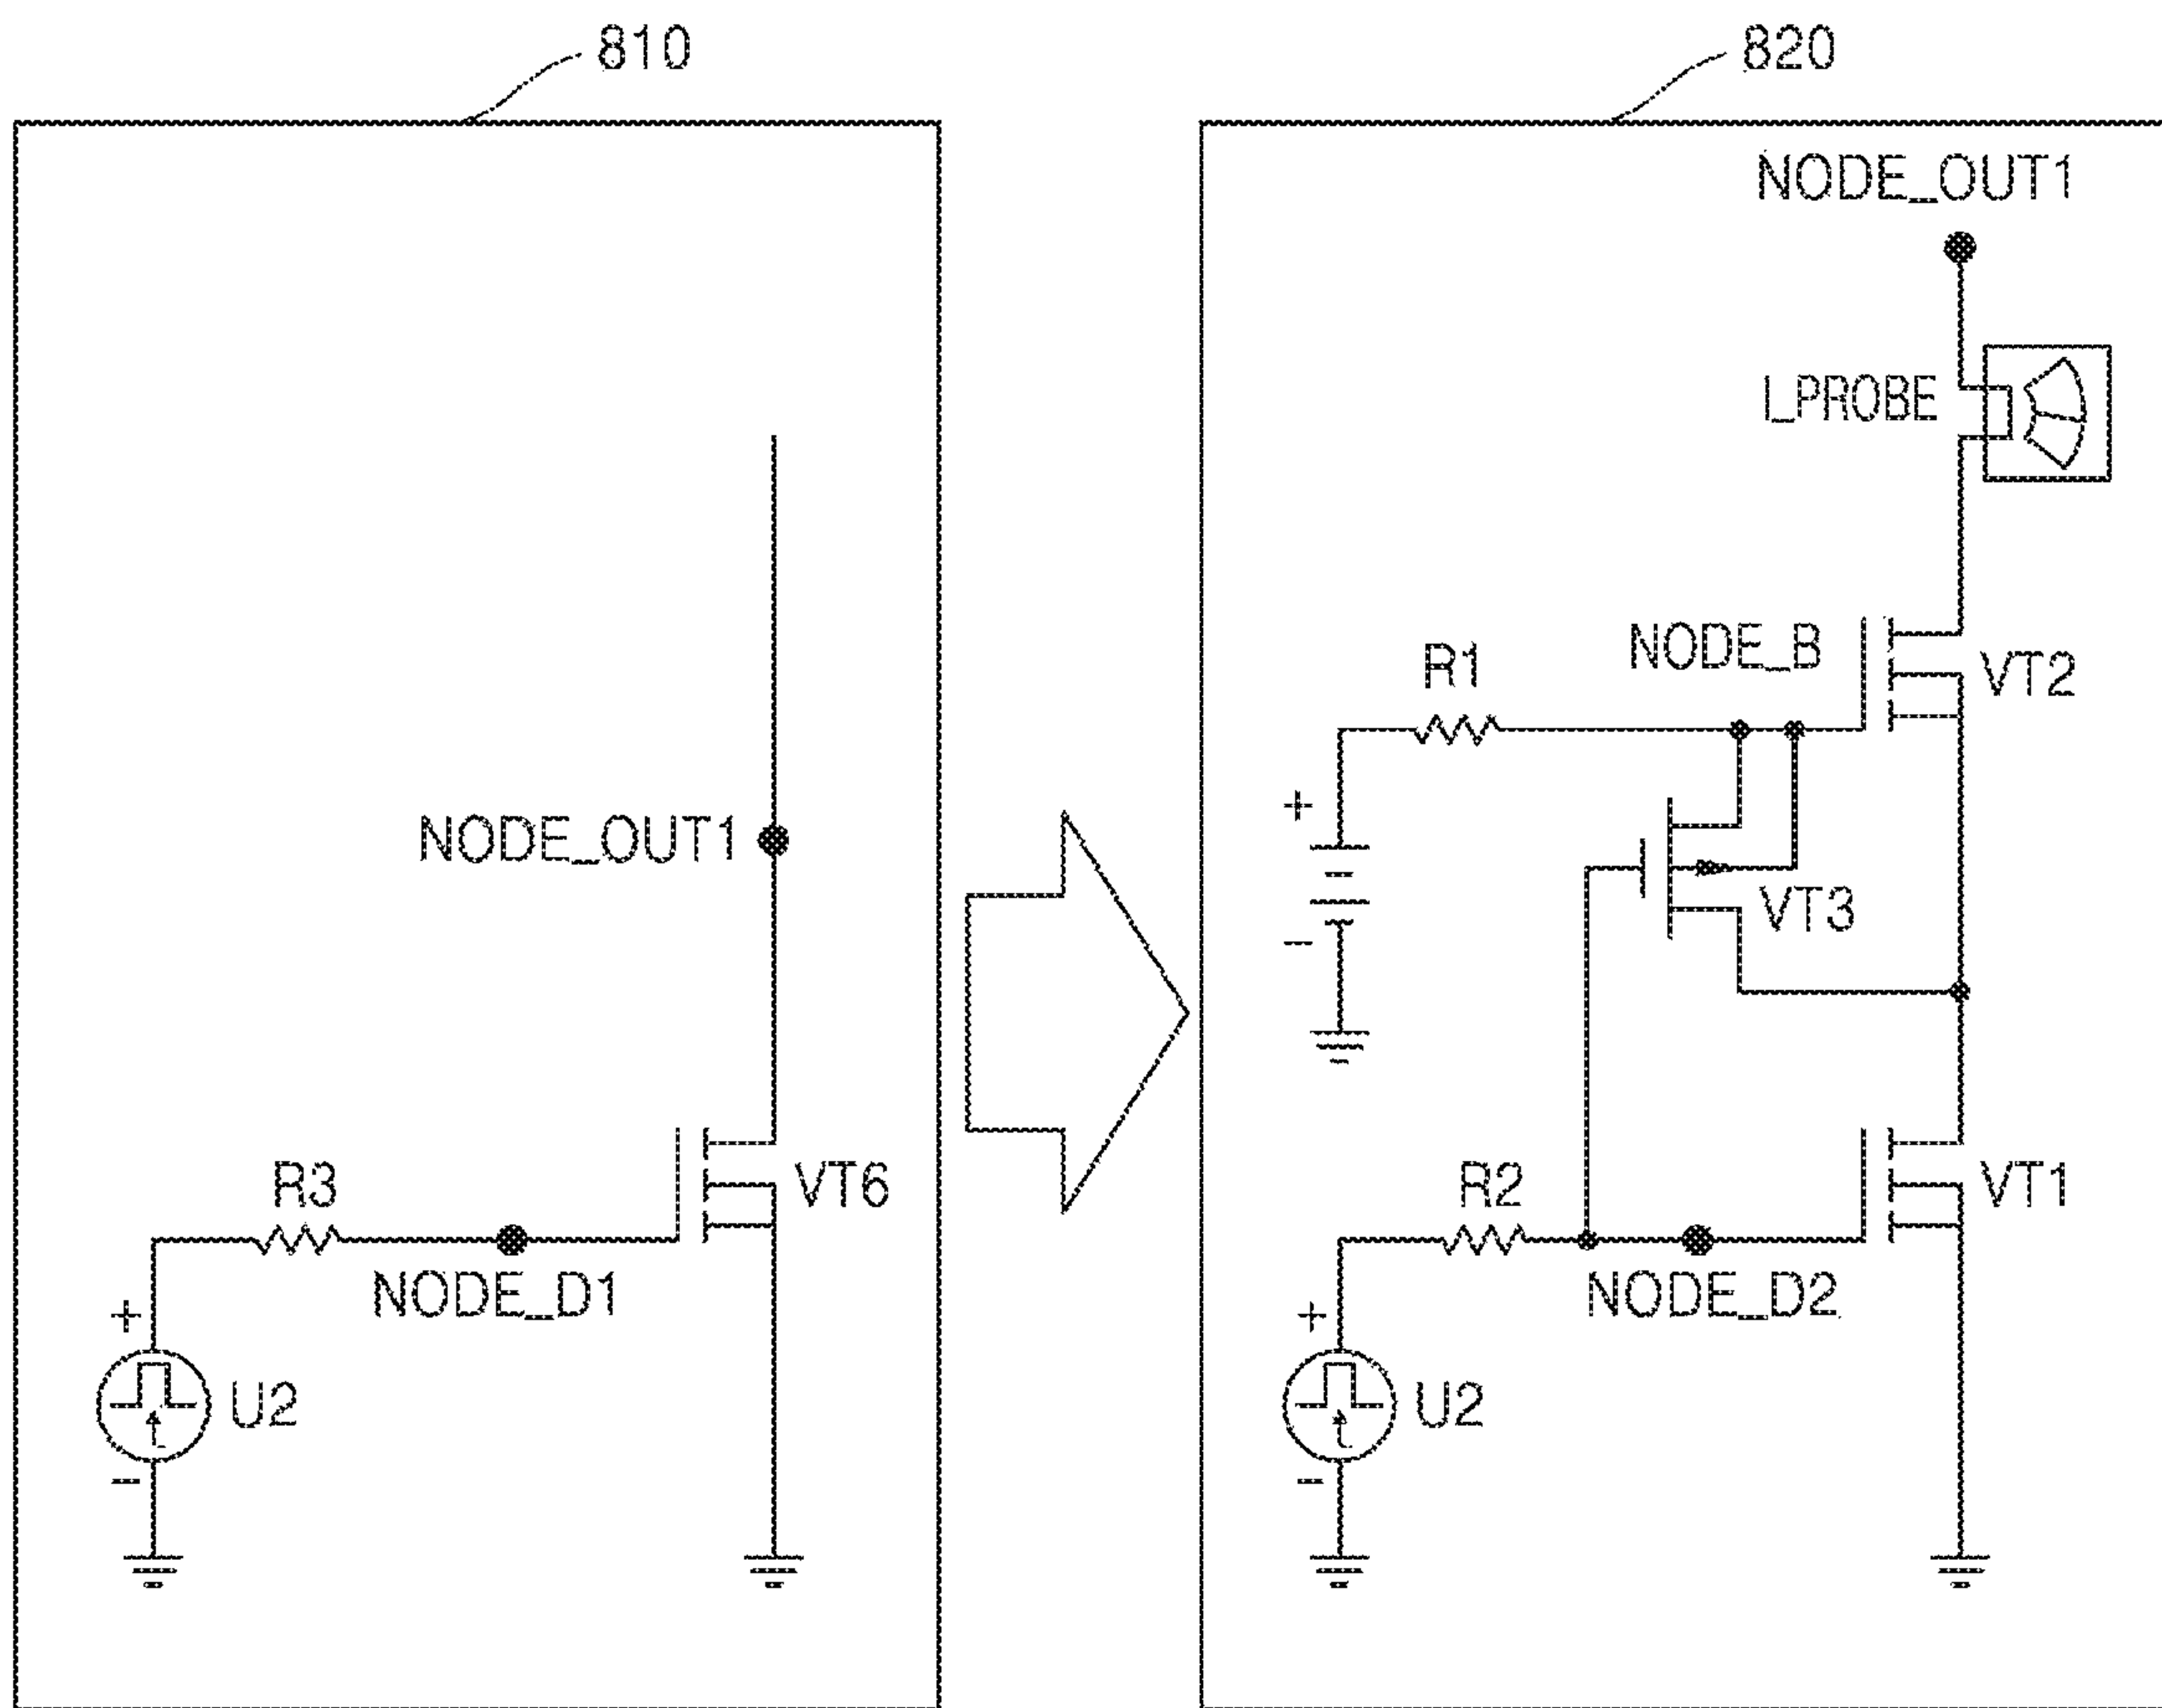 810
820
NODE_OUT1
I_PROBE
NODE_B
R1
VT2
+
NODE_OUT1
VT3
−
R3
VT6
R2
VT1
NODE_D1
NODE_D2
+
+
U2
U2
−
−